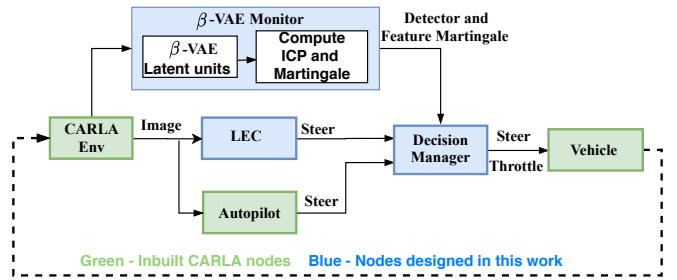 β-VAE Monitor
β-VAE
Latent units
Compute
ICP and
Martingale
Detector and
Feature Martingale
CARLA
Env
Image
LEC
Steer
Decision
Manager
Steer
Throttle
Vehicle
Autopilot
Steer
Green - Inbuilt CARLA nodes
Blue - Nodes designed in this work